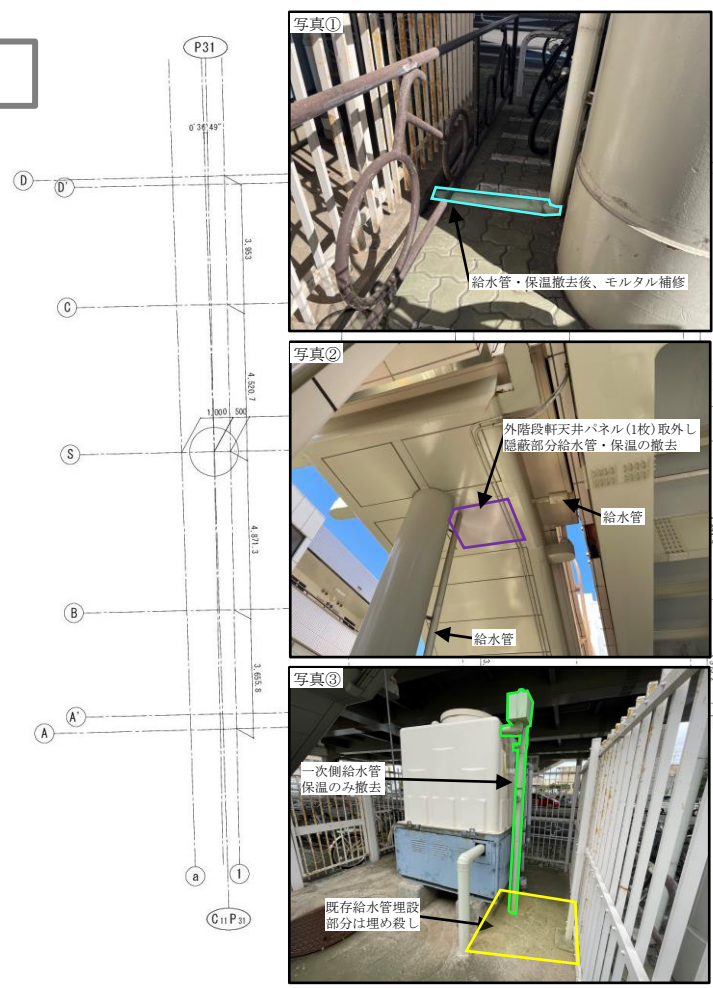 P31
0°36'49"
D
D'
3,953
C
4,520.7
1,000
500
S
4,871.3
B
3,655.8
A'
A
a
1
C₁₁P₃₁
写真①
給水管・保温撤去後、モルタル補修
写真②
外階段軒天井パネル(1枚)取外し
隠蔽部分給水管・保温の撤去
給水管
給水管
写真③
一次側給水管
保温のみ撤去
既存給水管埋設
部分は埋め殺し